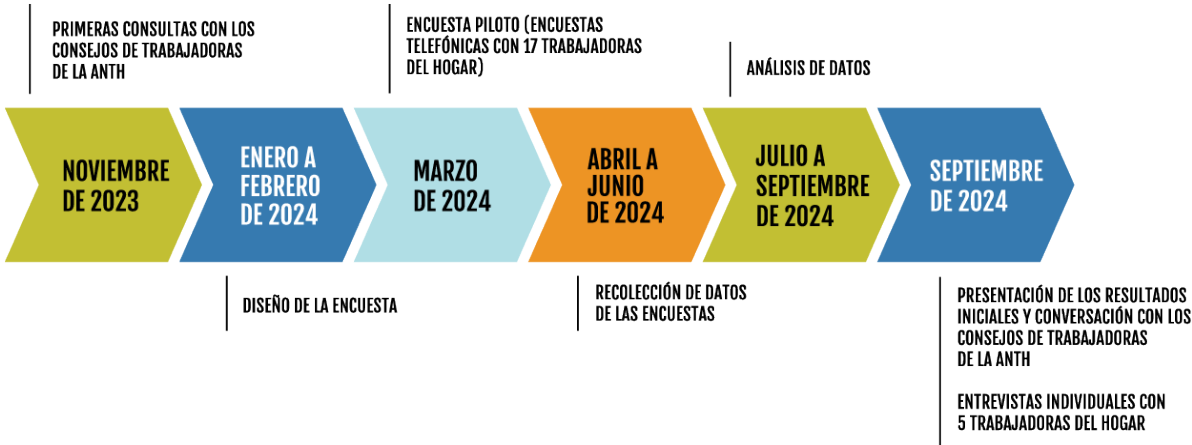 PRIMERAS CONSULTAS CON LOS
CONSEJOS DE TRABAJADORAS
DE LA ANTH
ENCUESTA PILOTO (ENCUESTAS
TELEFÓNICAS CON 17 TRABAJADORAS
DEL HOGAR)
ANÁLISIS DE DATOS
NOVIEMBRE
DE 2023
ENERO A
FEBRERO
DE 2024
MARZO
DE 2024
ABRIL A
JUNIO
DE 2024
JULIO A
SEPTIEMBRE
DE 2024
SEPTIEMBRE
DE 2024
DISEÑO DE LA ENCUESTA
RECOLECCIÓN DE DATOS
DE LAS ENCUESTAS
PRESENTACIÓN DE LOS RESULTADOS
INICIALES Y CONVERSACIÓN CON LOS
CONSEJOS DE TRABAJADORAS
DE LA ANTH
ENTREVISTAS INDIVIDUALES CON
5 TRABAJADORAS DEL HOGAR